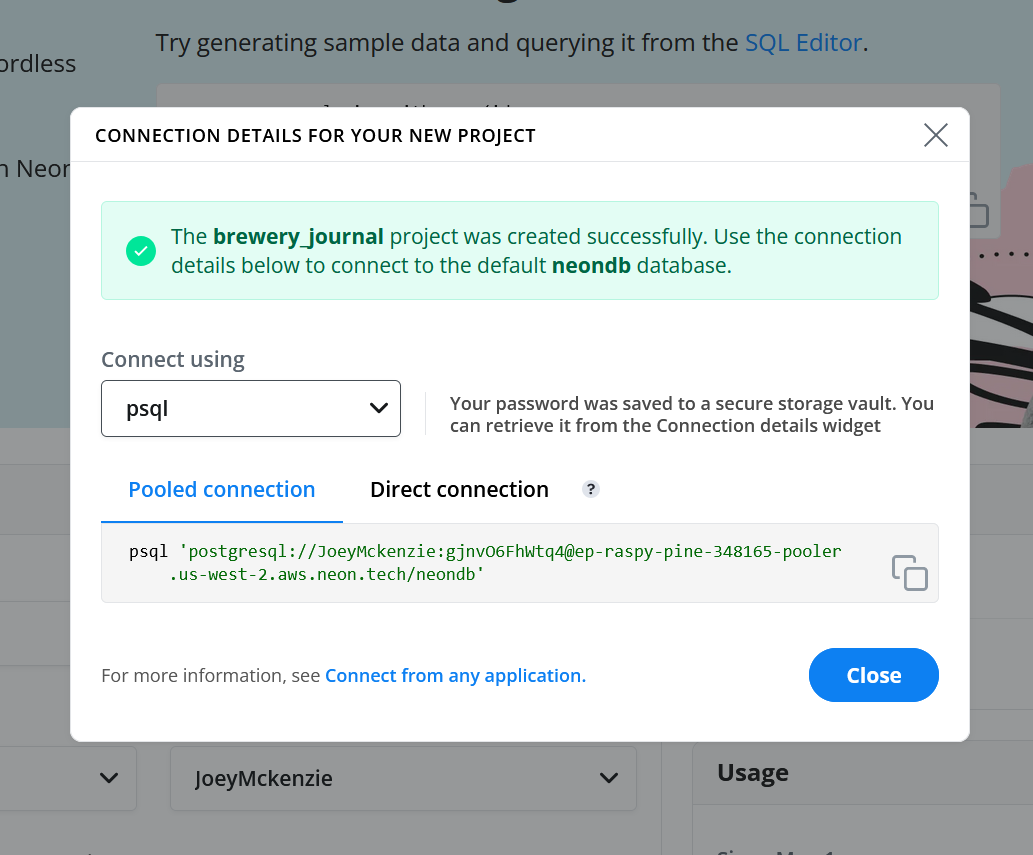 Try generating sample data and querying it from the SQL Editor.
ordless
n Neon
CONNECTION DETAILS FOR YOUR NEW PROJECT
The brewery_journal project was created successfully. Use the connection
details below to connect to the default neondb database.
Connect using
psql
Your password was saved to a secure storage vault. You
can retrieve it from the Connection details widget
Pooled connection
Direct connection
?
psql 'postgresql://JoeyMckenzie:gjnvO6FhWtq4@ep-raspy-pine-348165-pooler
.us-west-2.aws.neon.tech/neondb'
For more information, see Connect from any application.
Close
JoeyMckenzie
Usage